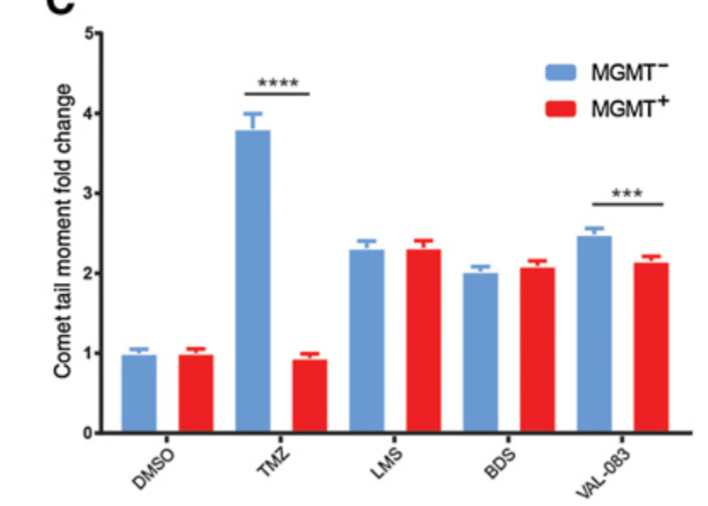 C
Comet tail moment fold change
5
4
3
2
1
0
****
***
MGMT⁻
MGMT⁺
DMSO
TMZ
LMS
BDS
VAL-083